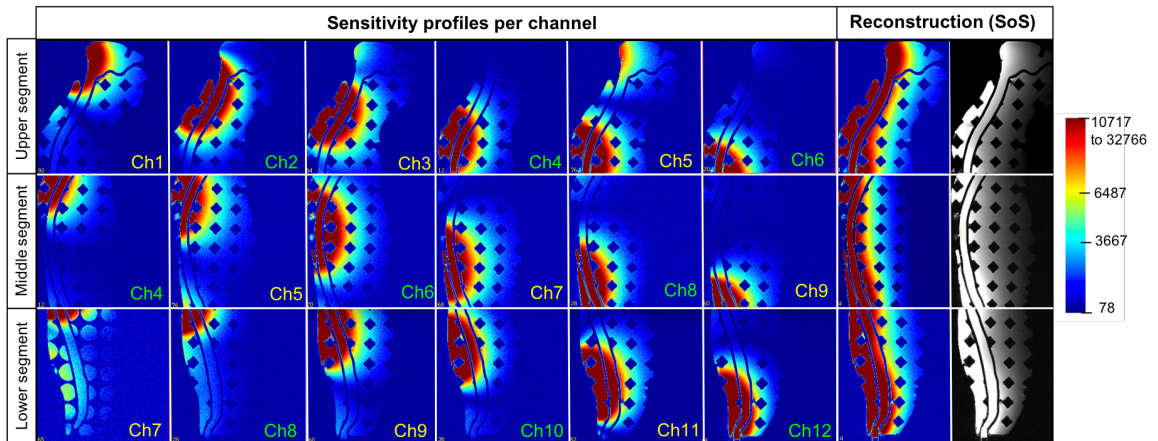 Sensitivity profiles per channel
Reconstruction (SoS)
Upper segment
Ch1
Ch2
Ch3
Ch4
Ch5
Ch6
Middle segment
Ch4
Ch5
Ch6
Ch7
Ch8
Ch9
Lower segment
Ch7
Ch8
Ch9
Ch10
Ch11
Ch12
10717
to 32766
6487
3667
78